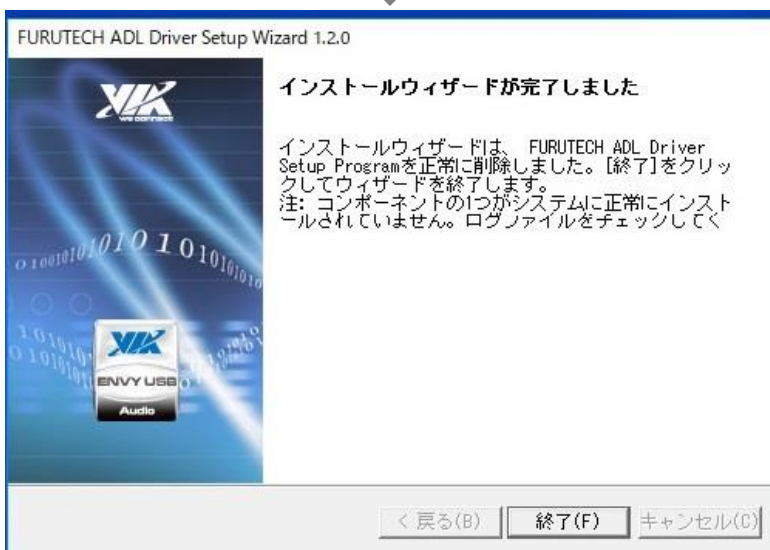 FURUTECH ADL Driver Setup Wizard 1.2.0
VIA
we connect
インストールウィザードが完了しました
インストールウィザードは、 FURUTECH ADL Driver
Setup Programを正常に削除しました。[終了]をクリッ
クしてウィザードを終了します。
注: コンポーネントの1つがシステムに正常にインスト
ールされていません。ログファイルをチェックしてく
VIA
ENVY USB
Audio
< 戻る(B)
終了(F)
キャンセル(C)